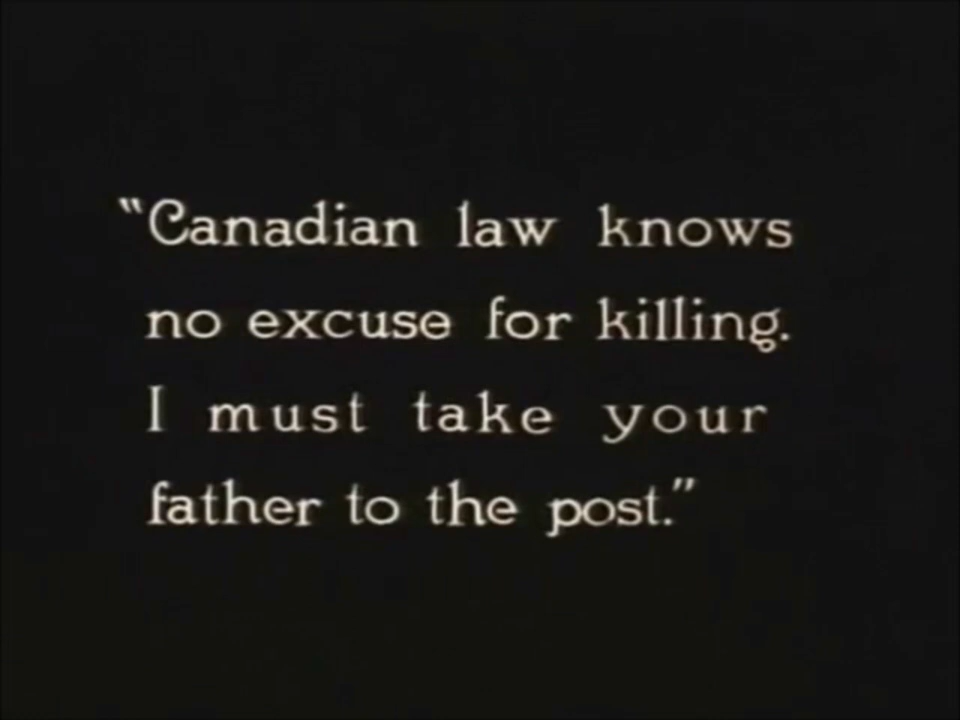 “Canadian law knows
no excuse for killing.
I must take your
father to the post.”